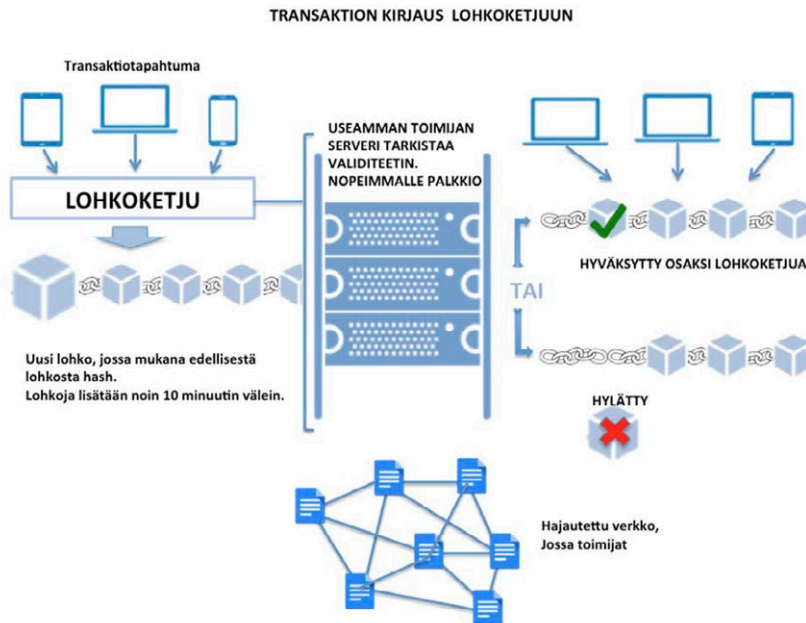 TRANSAKTION KIRJAUS LOHKOKETJUUN
Transaktiotapahtuma
LOHKOKETJU
Uusi lohko, jossa mukana edellisestä
lohkosta hash.
Lohkoja lisätään noin 10 minuutin välein.
USEAMMAN TOIMIJAN
SERVERI TARKISTAA
VALIDITEETIN.
NOPEIMMALLE PALKKIO
TAI
HYVÄKSYTTY OSAKSI LOHKOKETJUA
HYLÄTTY
Hajautettu verkko,
Jossa toimijat